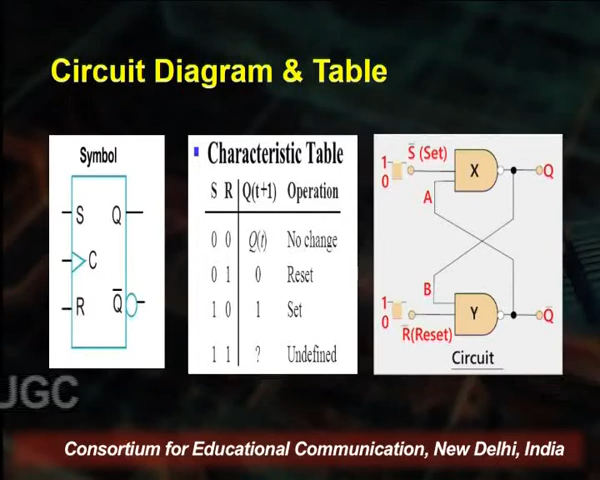 Circuit Diagram & Table
Symbol
S Q
C
R Q̅
Characteristic Table
S R Q(t+1) Operation
0 0 Q(t) No change
0 1 0 Reset
1 0 1 Set
1 1 ? Undefined
S̅ (Set)
1
0
X
Q
A
B
1
0
Y
Q̅
R̅(Reset)
Circuit
JGC
Consortium for Educational Communication, New Delhi, India